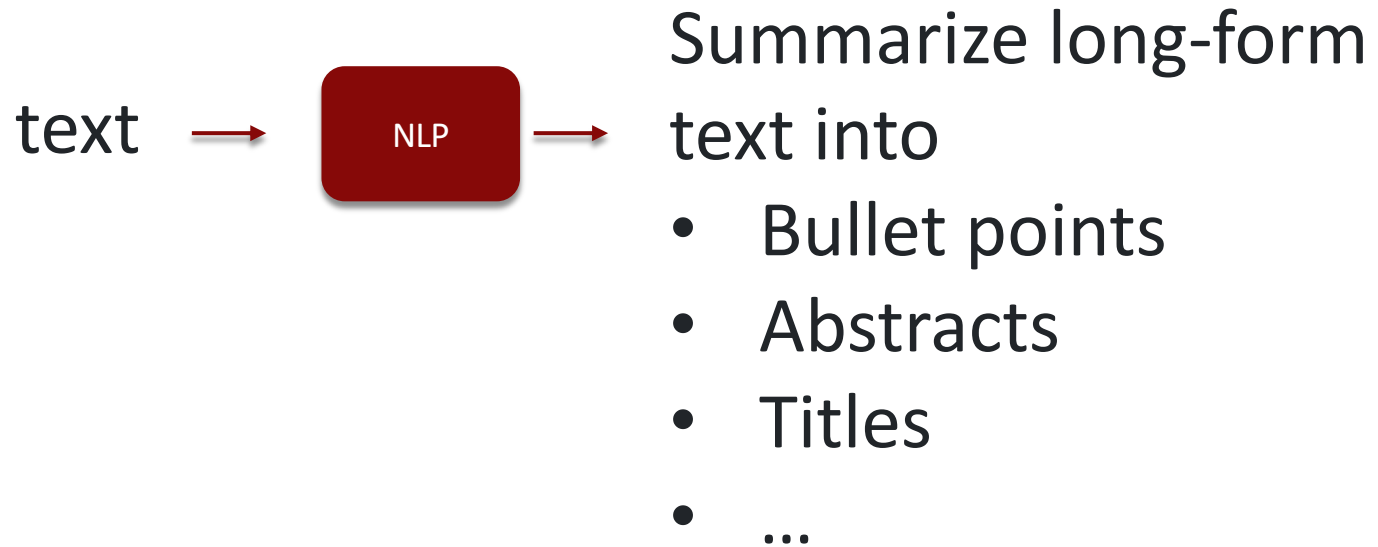 text
NLP
Summarize long-form
text into
• Bullet points
• Abstracts
• Titles
• ...